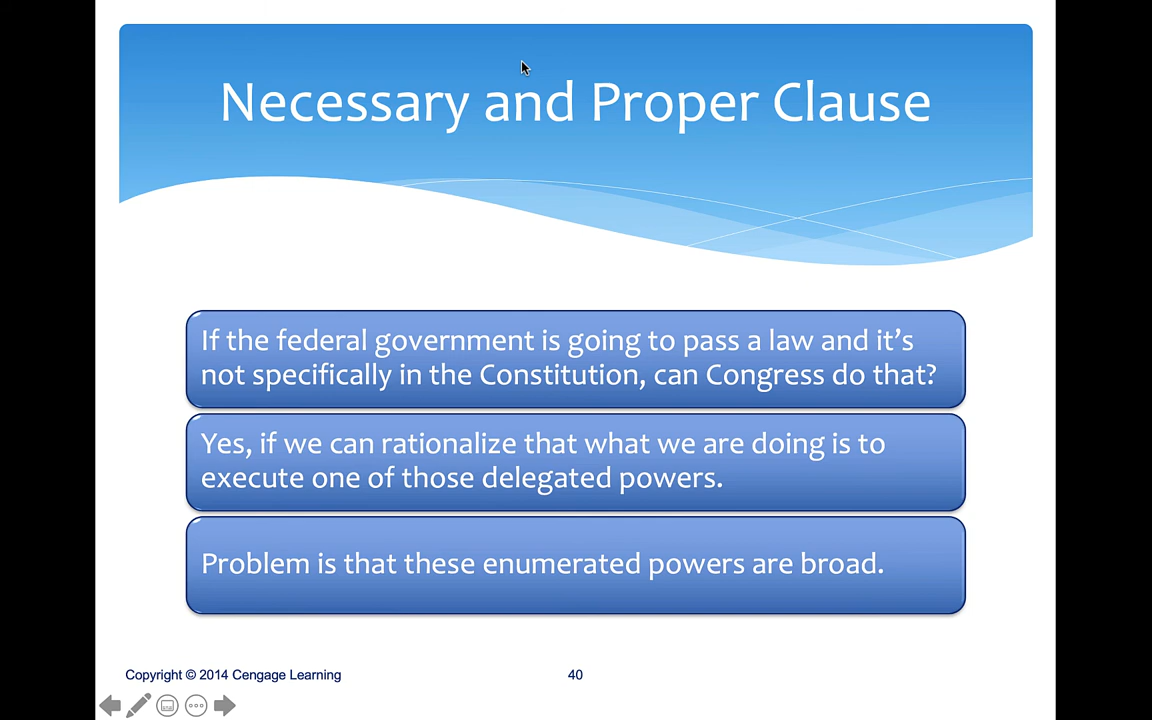 Necessary and Proper Clause
If the federal government is going to pass a law and it’s
not specifically in the Constitution, can Congress do that?
Yes, if we can rationalize that what we are doing is to
execute one of those delegated powers.
Problem is that these enumerated powers are broad.
Copyright © 2014 Cengage Learning
40